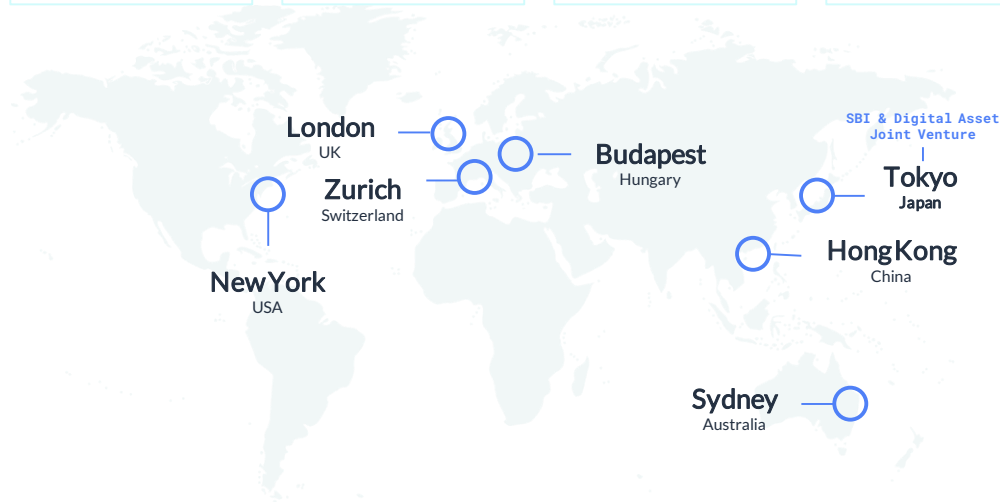 SBI & Digital Asset
Joint Venture
London
UK
Budapest
Hungary
Zurich
Switzerland
Tokyo
Japan
HongKong
China
NewYork
USA
Sydney
Australia